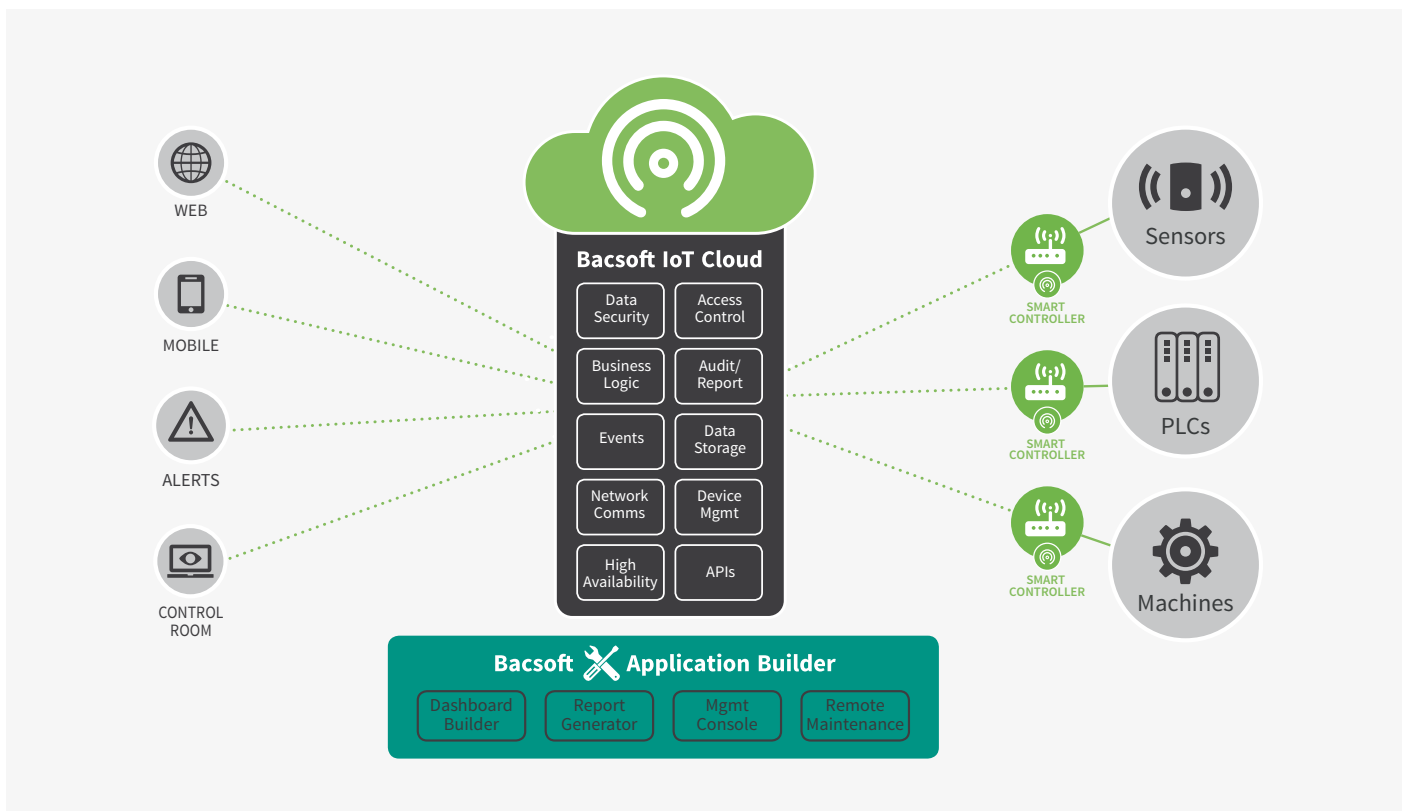 WEB
MOBILE
ALERTS
CONTROL
ROOM
Bacsoft IoT Cloud
Data
Security
Access
Control
Business
Logic
Audit/
Report
Events
Data
Storage
Network
Comms
Device
Mgmt
High
Availability
APIs
SMART
CONTROLLER
SMART
CONTROLLER
SMART
CONTROLLER
Sensors
PLCs
Machines
Bacsoft Application Builder
Dashboard
Builder
Report
Generator
Mgmt
Console
Remote
Maintenance